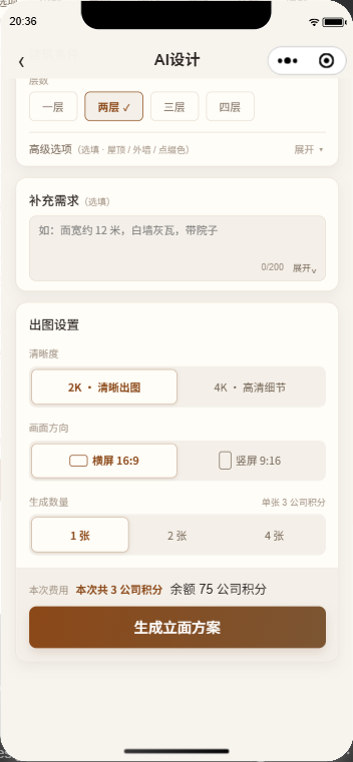 20:36
AI设计
层数
一层
两层 ✓
三层
四层
高级选项（选填 · 屋顶 / 外墙 / 点缀色）
展开
补充需求（选填）
如：面宽约 12 米，白墙灰瓦，带院子
0/200 展开
出图设置
清晰度
2K · 清晰出图
4K · 高清细节
画面方向
横屏 16:9
竖屏 9:16
生成数量
单张 3 公司积分
1 张
2 张
4 张
本次费用 本次共 3 公司积分 余额 75 公司积分
生成立面方案